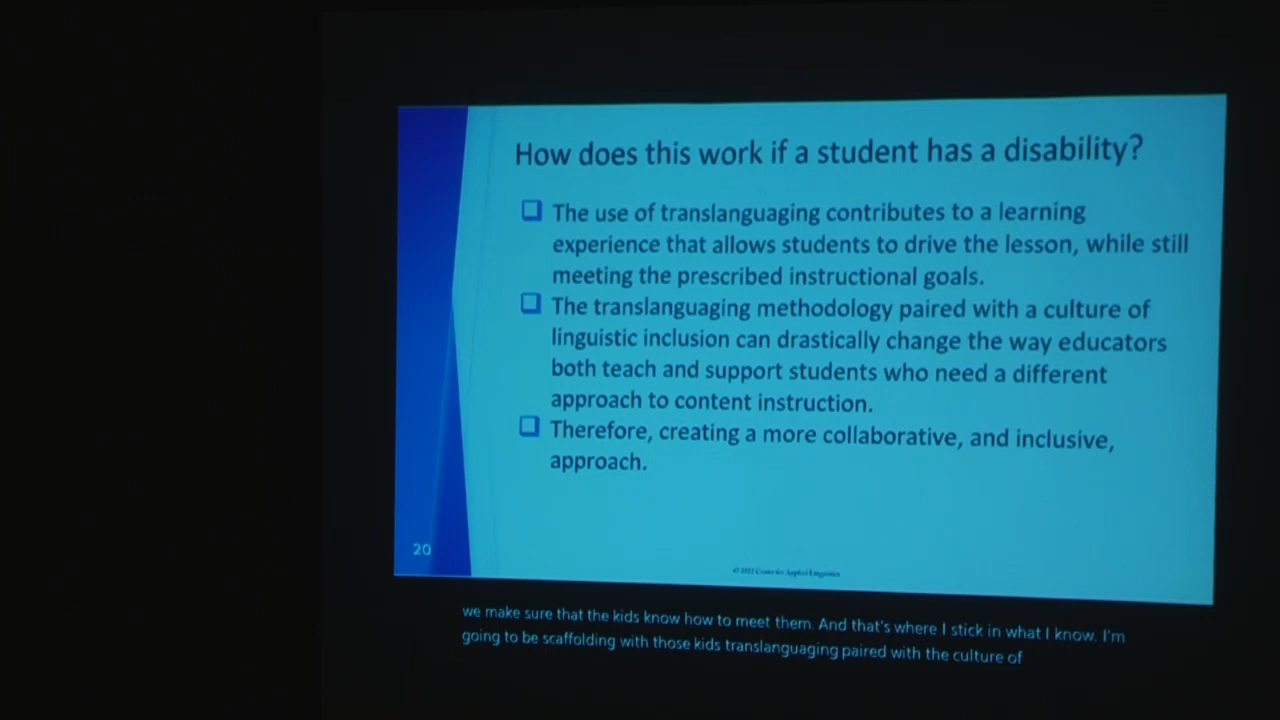 How does this work if a student has a disability?
The use of translanguaging contributes to a learning
experience that allows students to drive the lesson, while still
meeting the prescribed instructional goals.
The translanguaging methodology paired with a culture of
linguistic inclusion can drastically change the way educators
both teach and support students who need a different
approach to content instruction.
Therefore, creating a more collaborative, and inclusive,
approach.
20
Center for Applied Linguistics
we make sure that the kids know how to meet them. And that's where I stick in what I know. I'm
going to be scaffolding with those kids translanguaging paired with the culture of